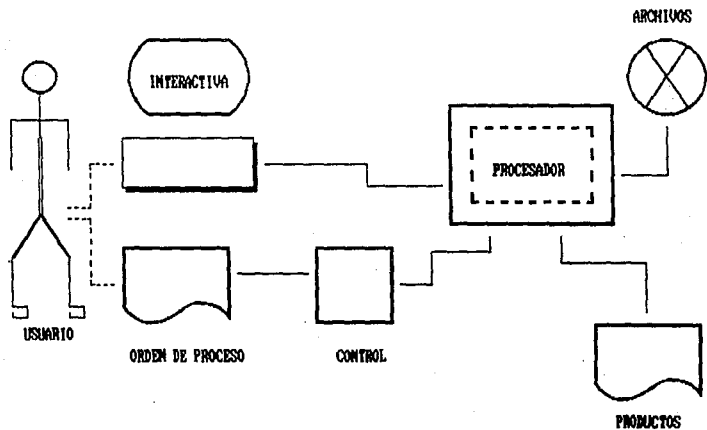 ARCHIVOS
INTERACTIVA
PROCESADOR
USUARIO
ORDEN DE PROCESO
CONTROL
PRODUCTOS